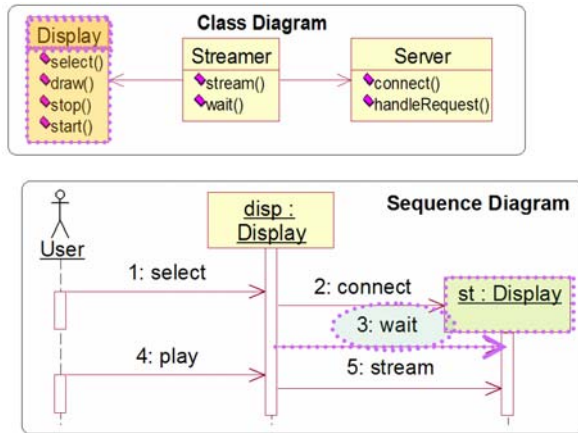 Class Diagram
Display
select()
draw()
stop()
start()
Streamer
stream()
wait()
Server
connect()
handleRequest()
Sequence Diagram
User
disp :
Display
1: select
2: connect
st : Display
3: wait
4: play
5: stream